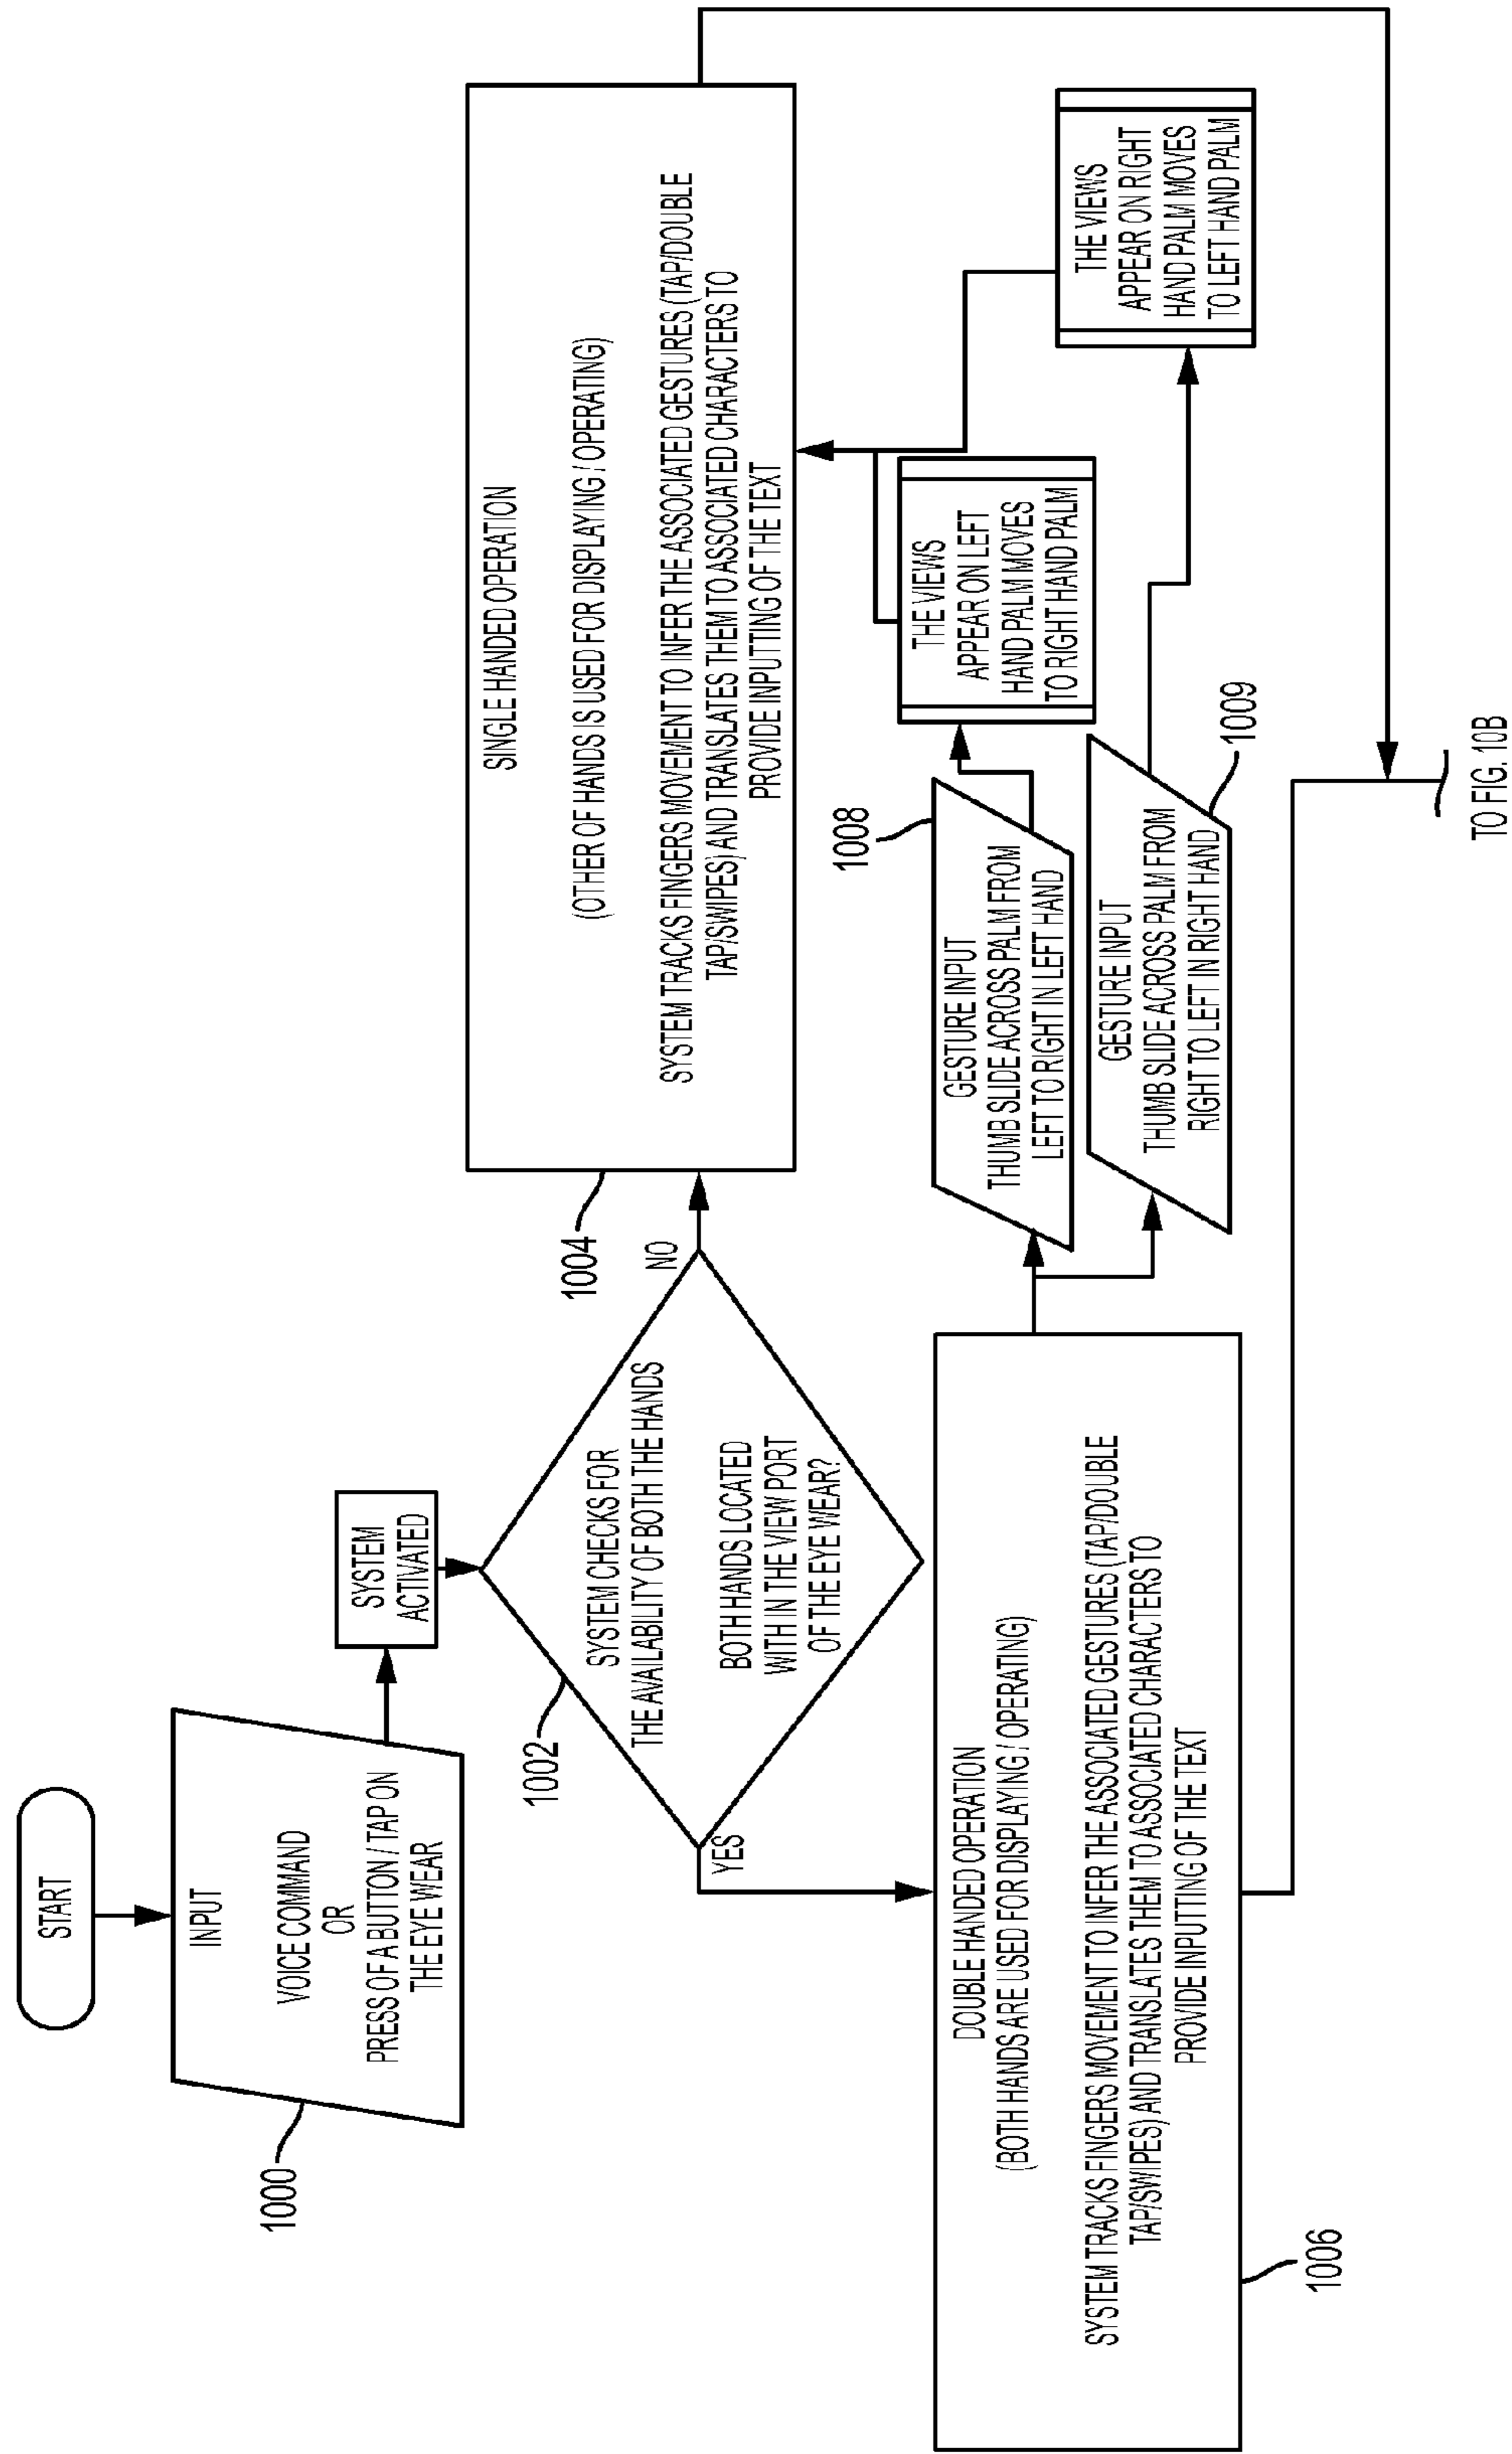 START
1000
INPUT
VOICE COMMAND
OR
PRESS OF A BUTTON / TAP ON
THE EYE WEAR
SYSTEM
ACTIVATED
1002
SYSTEM CHECKS FOR
THE AVAILABILITY OF BOTH THE HANDS
BOTH HANDS LOCATED
WITH IN THE VIEW PORT
OF THE EYE WEAR?
YES
NO
1004
SINGLE HANDED OPERATION
(OTHER OF HANDS IS USED FOR DISPLAYING / OPERATING)
SYSTEM TRACKS FINGERS MOVEMENT TO INFER THE ASSOCIATED GESTURES (TAP/DOUBLE
TAP/SWIPES) AND TRANSLATES THEM TO ASSOCIATED CHARACTERS TO
PROVIDE INPUTTING OF THE TEXT
DOUBLE HANDED OPERATION
(BOTH HANDS ARE USED FOR DISPLAYING / OPERATING)
SYSTEM TRACKS FINGERS MOVEMENT TO INFER THE ASSOCIATED GESTURES (TAP/DOUBLE
TAP/SWIPES) AND TRANSLATES THEM TO ASSOCIATED CHARACTERS TO
PROVIDE INPUTTING OF THE TEXT
1006
1008
GESTURE INPUT
THUMB SLIDE ACROSS PALM FROM
LEFT TO RIGHT IN LEFT HAND
GESTURE INPUT
THUMB SLIDE ACROSS PALM FROM
RIGHT TO LEFT IN RIGHT HAND
1009
THE VIEWS
APPEAR ON LEFT
HAND PALM MOVES
TO RIGHT HAND PALM
THE VIEWS
APPEAR ON RIGHT
HAND PALM MOVES
TO LEFT HAND PALM
TO FIG. 10B